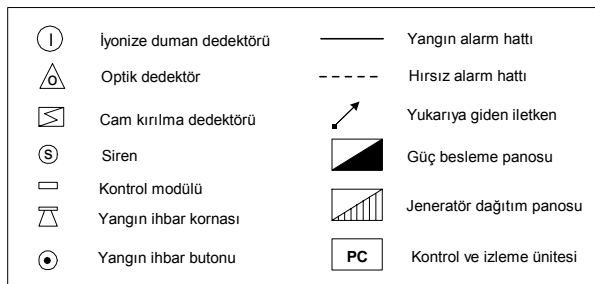 I İyonize duman dedektörü
O Optik dedektör
Cam kırılma dedektörü
S Siren
Kontrol modülü
Yangın ihbar kornası
Yangın ihbar butonu
Yangın alarm hattı
Hırsız alarm hattı
Yukarıya giden iletken
Güç besleme panosu
Jeneratör dağıtım panosu
PC Kontrol ve izleme ünitesi